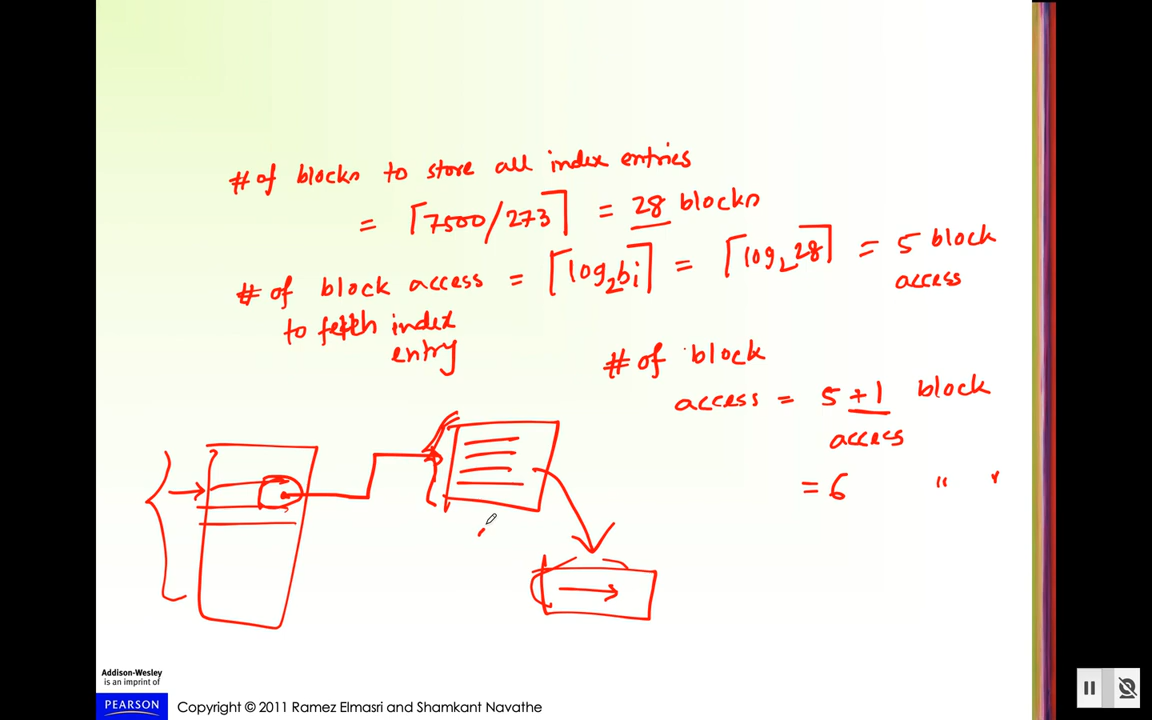 # of blocks to store all index entries
= ⌈7500/273⌉ = 28 blocks
# of block access = ⌈log₂bi⌉ = ⌈log₂28⌉ = 5 block
access
to fetch index
entry
# of block
access = 5 + 1 block
access
= 6 " "
Addison-Wesley
is an imprint of
PEARSON
Copyright © 2011 Ramez Elmasri and Shamkant Navathe